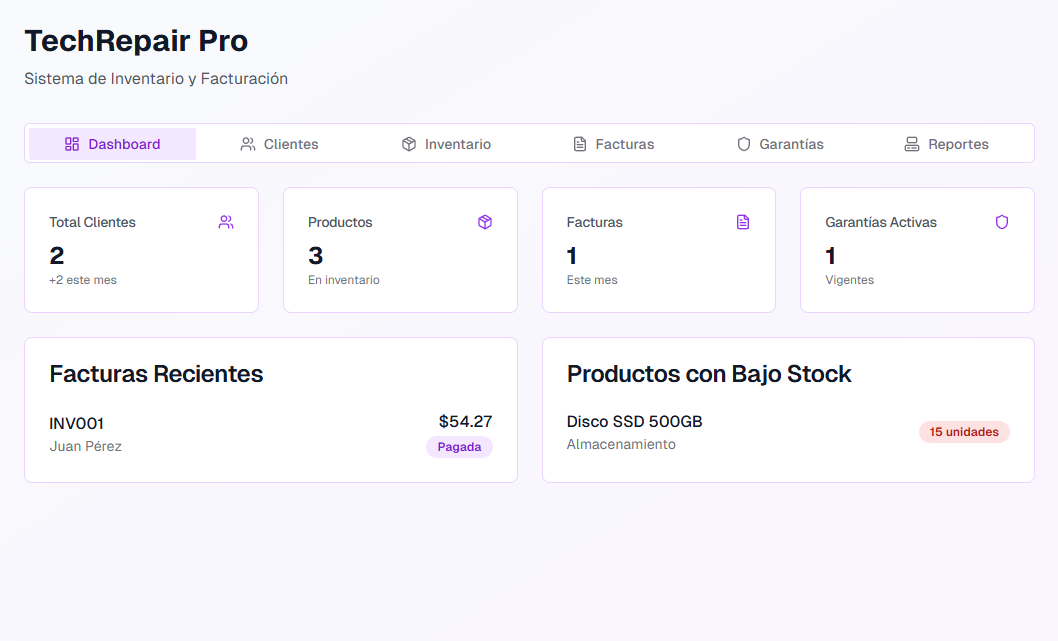 TechRepair Pro
Sistema de Inventario y Facturación
Dashboard
Clientes
Inventario
Facturas
Garantías
Reportes
Total Clientes
2
+2 este mes
Productos
3
En inventario
Facturas
1
Este mes
Garantías Activas
1
Vigentes
Facturas Recientes
INV001
Juan Pérez
$54.27
Pagada
Productos con Bajo Stock
Disco SSD 500GB
Almacenamiento
15 unidades